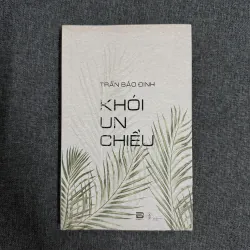 TRẦN BẢO ĐỊNH
KHÓI
UN
CHIỀU